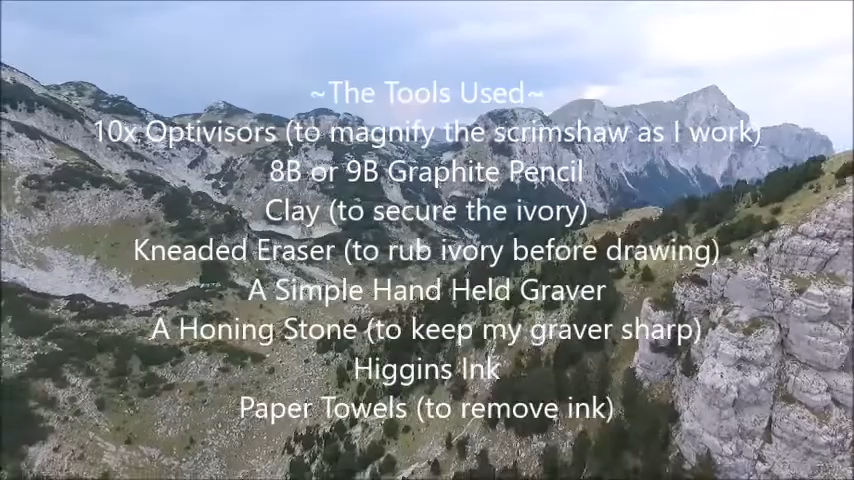 ~The Tools Used~
10x Optivisors (to magnify the scrimshaw as I work)
8B or 9B Graphite Pencil
Clay (to secure the ivory)
Kneaded Eraser (to rub ivory before drawing)
A Simple Hand Held Graver
A Honing Stone (to keep my graver sharp)
Higgins Ink
Paper Towels (to remove ink)